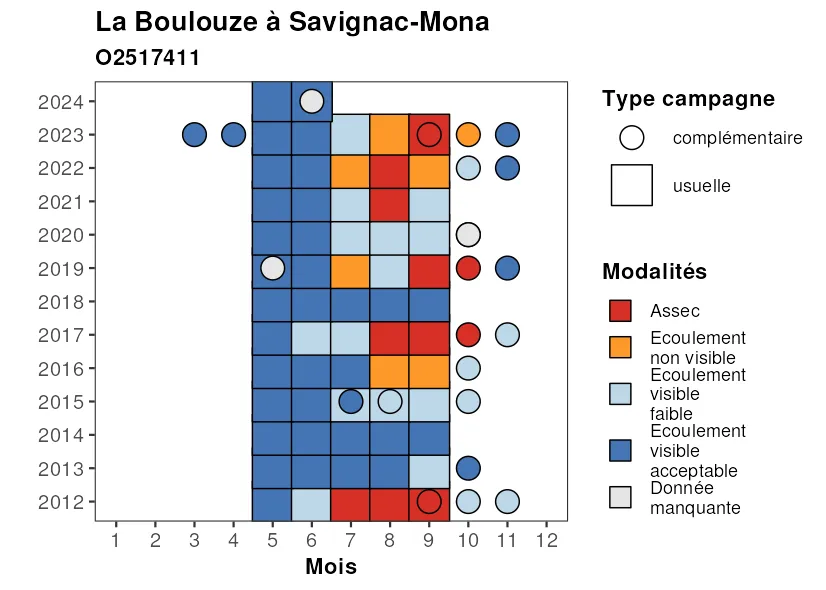 La Boulouze à Savignac-Mona
O2517411
2024
2023
2022
2021
2020
2019
2018
2017
2016
2015
2014
2013
2012
1 2 3 4 5 6 7 8 9 10 11 12
Mois
Type campagne
complémentaire
usuelle
Modalités
Assec
Ecoulement
non visible
Ecoulement
visible
faible
Ecoulement
visible
acceptable
Donnée
manquante